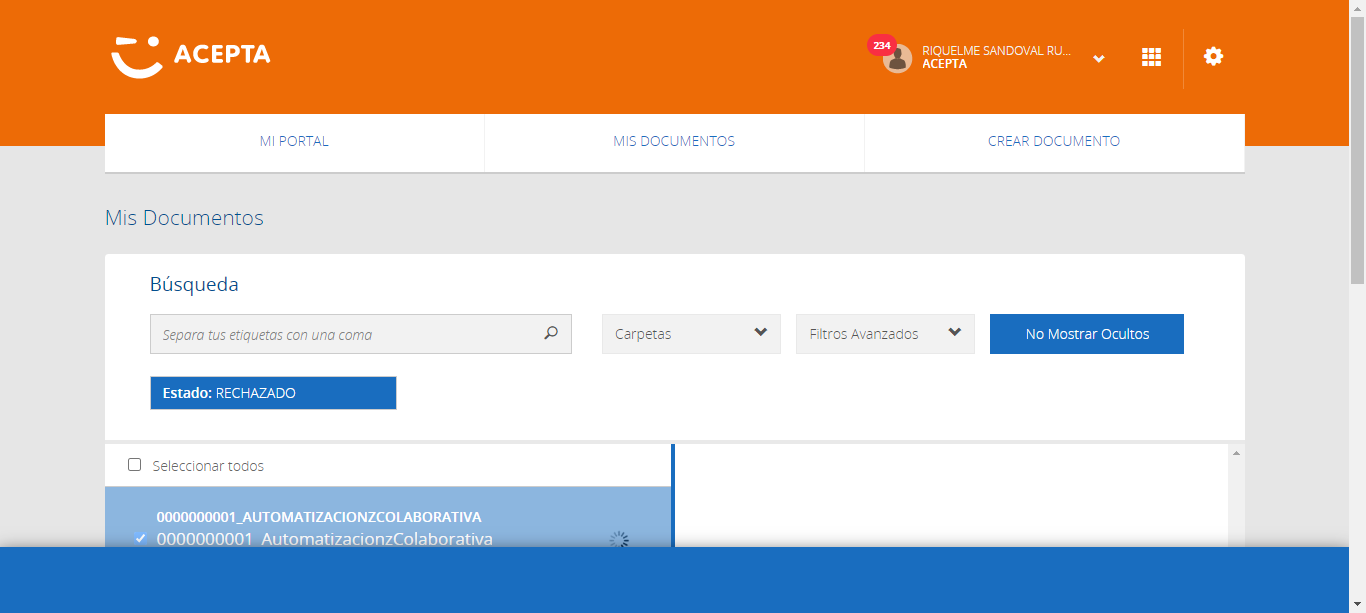 ACEPTA
234
RIQUELME SANDOVAL RU...
ACEPTA
MI PORTAL
MIS DOCUMENTOS
CREAR DOCUMENTO
Mis Documentos
Búsqueda
Separa tus etiquetas con una coma
Carpetas
Filtros Avanzados
No Mostrar Ocultos
Estado: RECHAZADO
Seleccionar todos
0000000001_AUTOMATIZACIONZCOLABORATIVA
0000000001_AutomatizacionzColaborativa